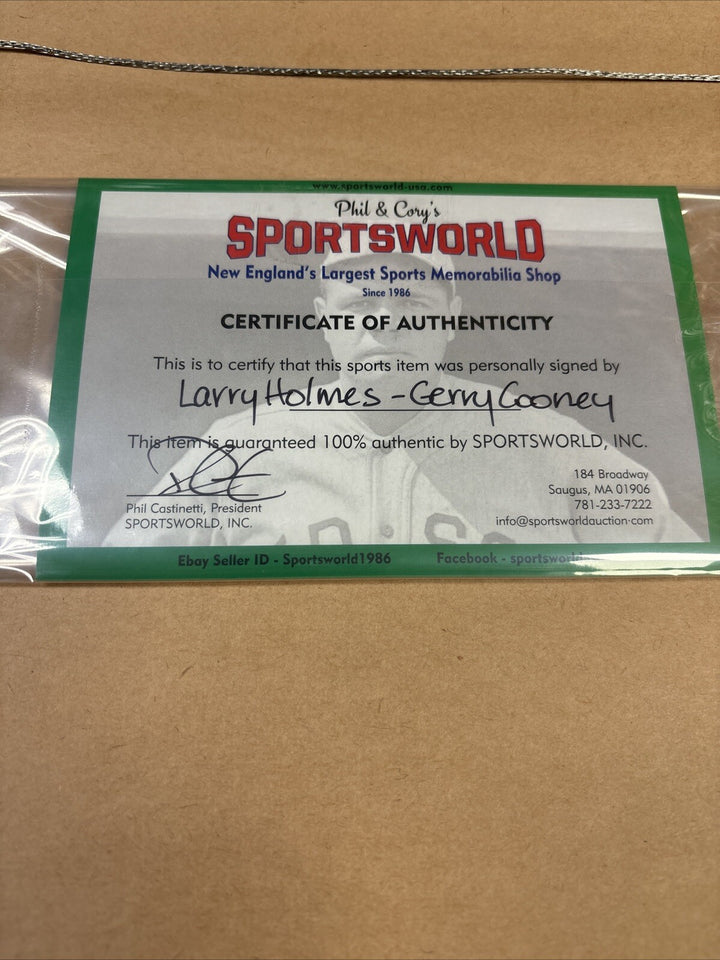 www.sportsworld-usa.com
Phil & Cory's
SPORTSWORLD
New England's Largest Sports Memorabilia Shop
Since 1986
CERTIFICATE OF AUTHENTICITY
This is to certify that this sports item was personally signed by
Larry Holmes - Gerry Cooney
This item is guaranteed 100% authentic by SPORTSWORLD, INC.
Phil Castinetti, President
SPORTSWORLD, INC.
184 Broadway
Saugus, MA 01906
781-233-7222
info@sportsworldauction.com
Ebay Seller ID - Sportsworld1986 Facebook -